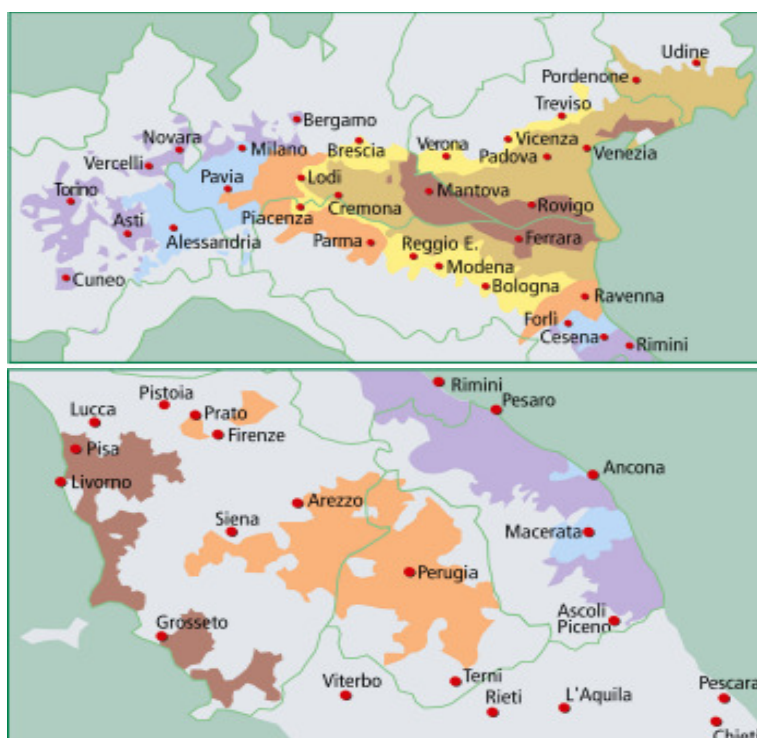 Udine
Pordenone
Treviso
Bergamo
Novara
Milano
Brescia
Verona
Vicenza
Vercelli
Padova
Venezia
Torino
Pavia
Lodi
Mantova
Asti
Cremona
Rovigo
Piacenza
Alessandria
Parma
Reggio E.
Ferrara
Modena
Cuneo
Bologna
Ravenna
Forlì
Cesena
Rimini
Rimini
Pistoia
Pesaro
Lucca
Prato
Firenze
Pisa
Ancona
Livorno
Arezzo
Siena
Macerata
Perugia
Ascoli
Piceno
Grosseto
Terni
Viterbo
Rieti
L'Aquila
Pescara
Chieti